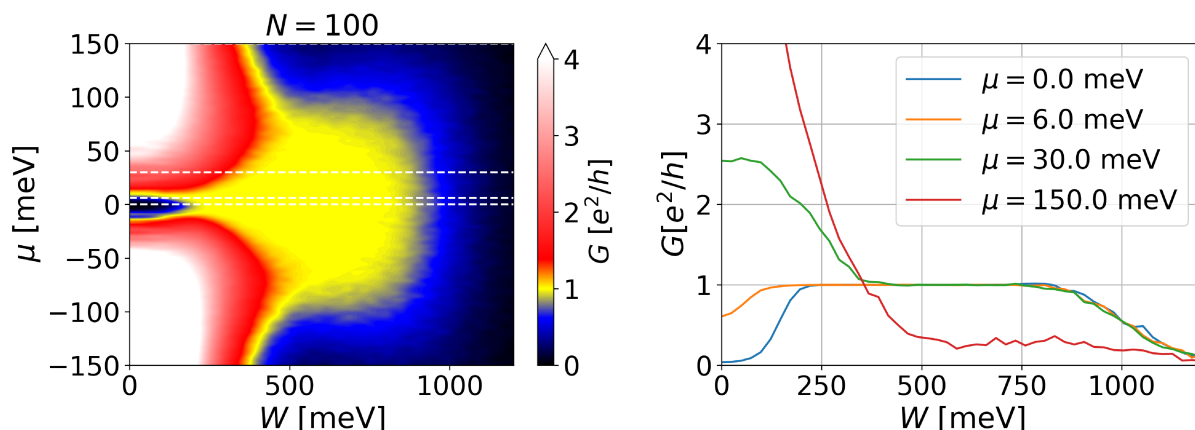 N = 100
150
100
50
0
−50
−100
−150
μ [meV]
0
500
1000
W [meV]
4
3
2
1
0
G [e²/h]
4
3
2
1
0
G[e²/h]
0
250
500
750
1000
W [meV]
μ = 0.0 meV
μ = 6.0 meV
μ = 30.0 meV
μ = 150.0 meV